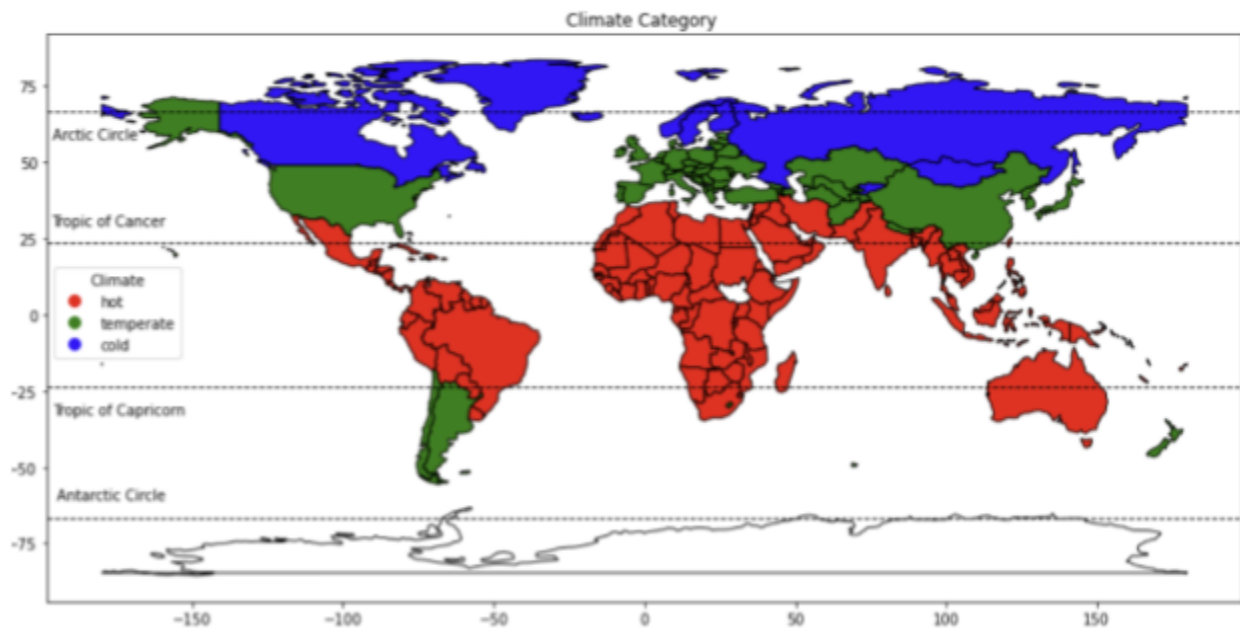 Climate Category
75
Arctic Circle
50
Tropic of Cancer
25
Climate
hot
temperate
cold
0
−25
Tropic of Capricorn
−50
Antarctic Circle
−75
−150 −100 −50 0 50 100 150